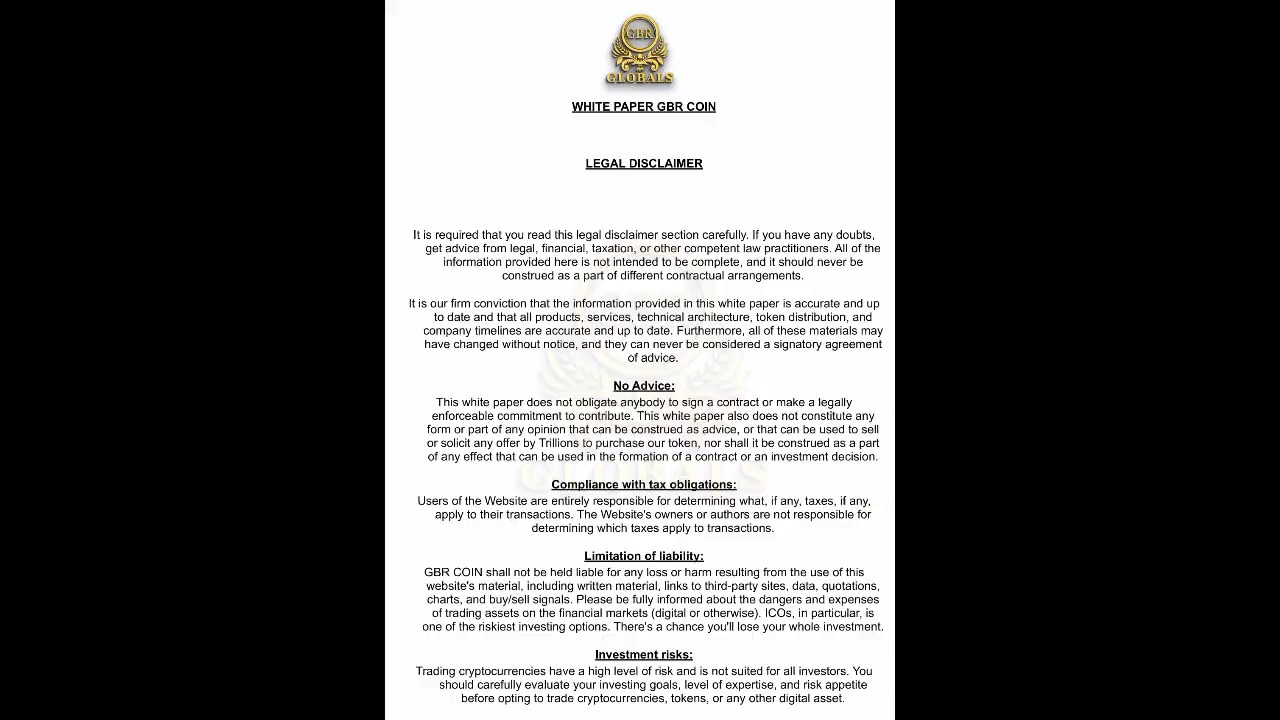 GBR
GLOBALS
WHITE PAPER GBR COIN
LEGAL DISCLAIMER
It is required that you read this legal disclaimer section carefully. If you have any doubts,
get advice from legal, financial, taxation, or other competent law practitioners. All of the
information provided here is not intended to be complete, and it should never be
construed as a part of different contractual arrangements.
It is our firm conviction that the information provided in this white paper is accurate and up
to date and that all products, services, technical architecture, token distribution, and
company timelines are accurate and up to date. Furthermore, all of these materials may
have changed without notice, and they can never be considered a signatory agreement
of advice.
No Advice:
This white paper does not obligate anybody to sign a contract or make a legally
enforceable commitment to contribute. This white paper also does not constitute any
form or part of any opinion that can be construed as advice, or that can be used to sell
or solicit any offer by Trillions to purchase our token, nor shall it be construed as a part
of any effect that can be used in the formation of a contract or an investment decision.
Compliance with tax obligations:
Users of the Website are entirely responsible for determining what, if any, taxes, if any,
apply to their transactions. The Website's owners or authors are not responsible for
determining which taxes apply to transactions.
Limitation of liability:
GBR COIN shall not be held liable for any loss or harm resulting from the use of this
website's material, including written material, links to third-party sites, data, quotations,
charts, and buy/sell signals. Please be fully informed about the dangers and expenses
of trading assets on the financial markets (digital or otherwise). ICOs, in particular, is
one of the riskiest investing options. There's a chance you'll lose your whole investment.
Investment risks:
Trading cryptocurrencies have a high level of risk and is not suited for all investors. You
should carefully evaluate your investing goals, level of expertise, and risk appetite
before opting to trade cryptocurrencies, tokens, or any other digital asset.